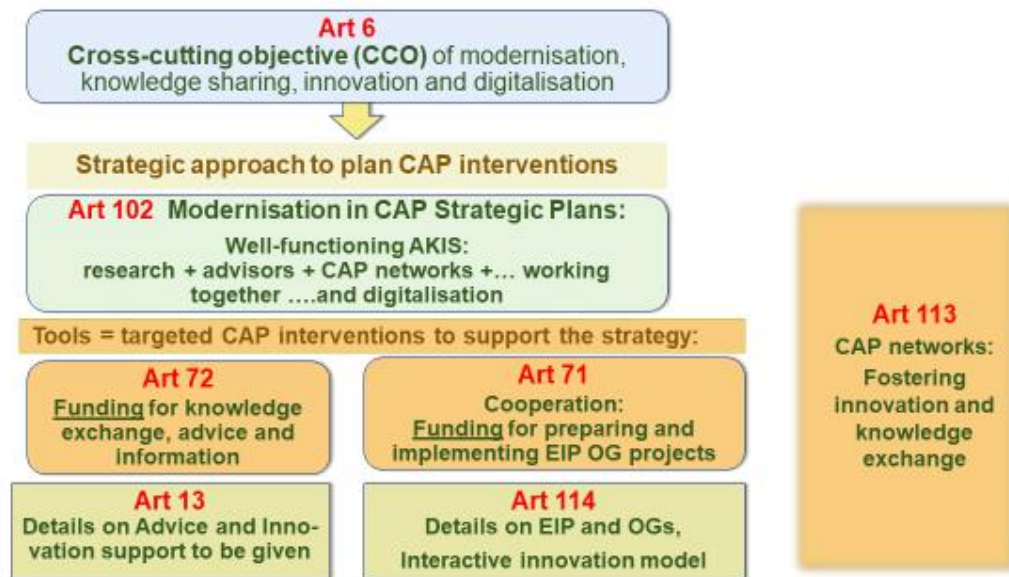 Art 6
Cross-cutting objective (CCO) of modernisation,
knowledge sharing, innovation and digitalisation
Strategic approach to plan CAP interventions
Art 102 Modernisation in CAP Strategic Plans:
Well-functioning AKIS:
research + advisors + CAP networks +... working
together ....and digitalisation
Tools = targeted CAP interventions to support the strategy:
Art 72
Funding for knowledge
exchange, advice and
information
Art 71
Cooperation:
Funding for preparing and
implementing EIP OG projects
Art 13
Details on Advice and Inno-
vation support to be given
Art 114
Details on EIP and OGs,
Interactive innovation model
Art 113
CAP networks:
Fostering
innovation and
knowledge
exchange